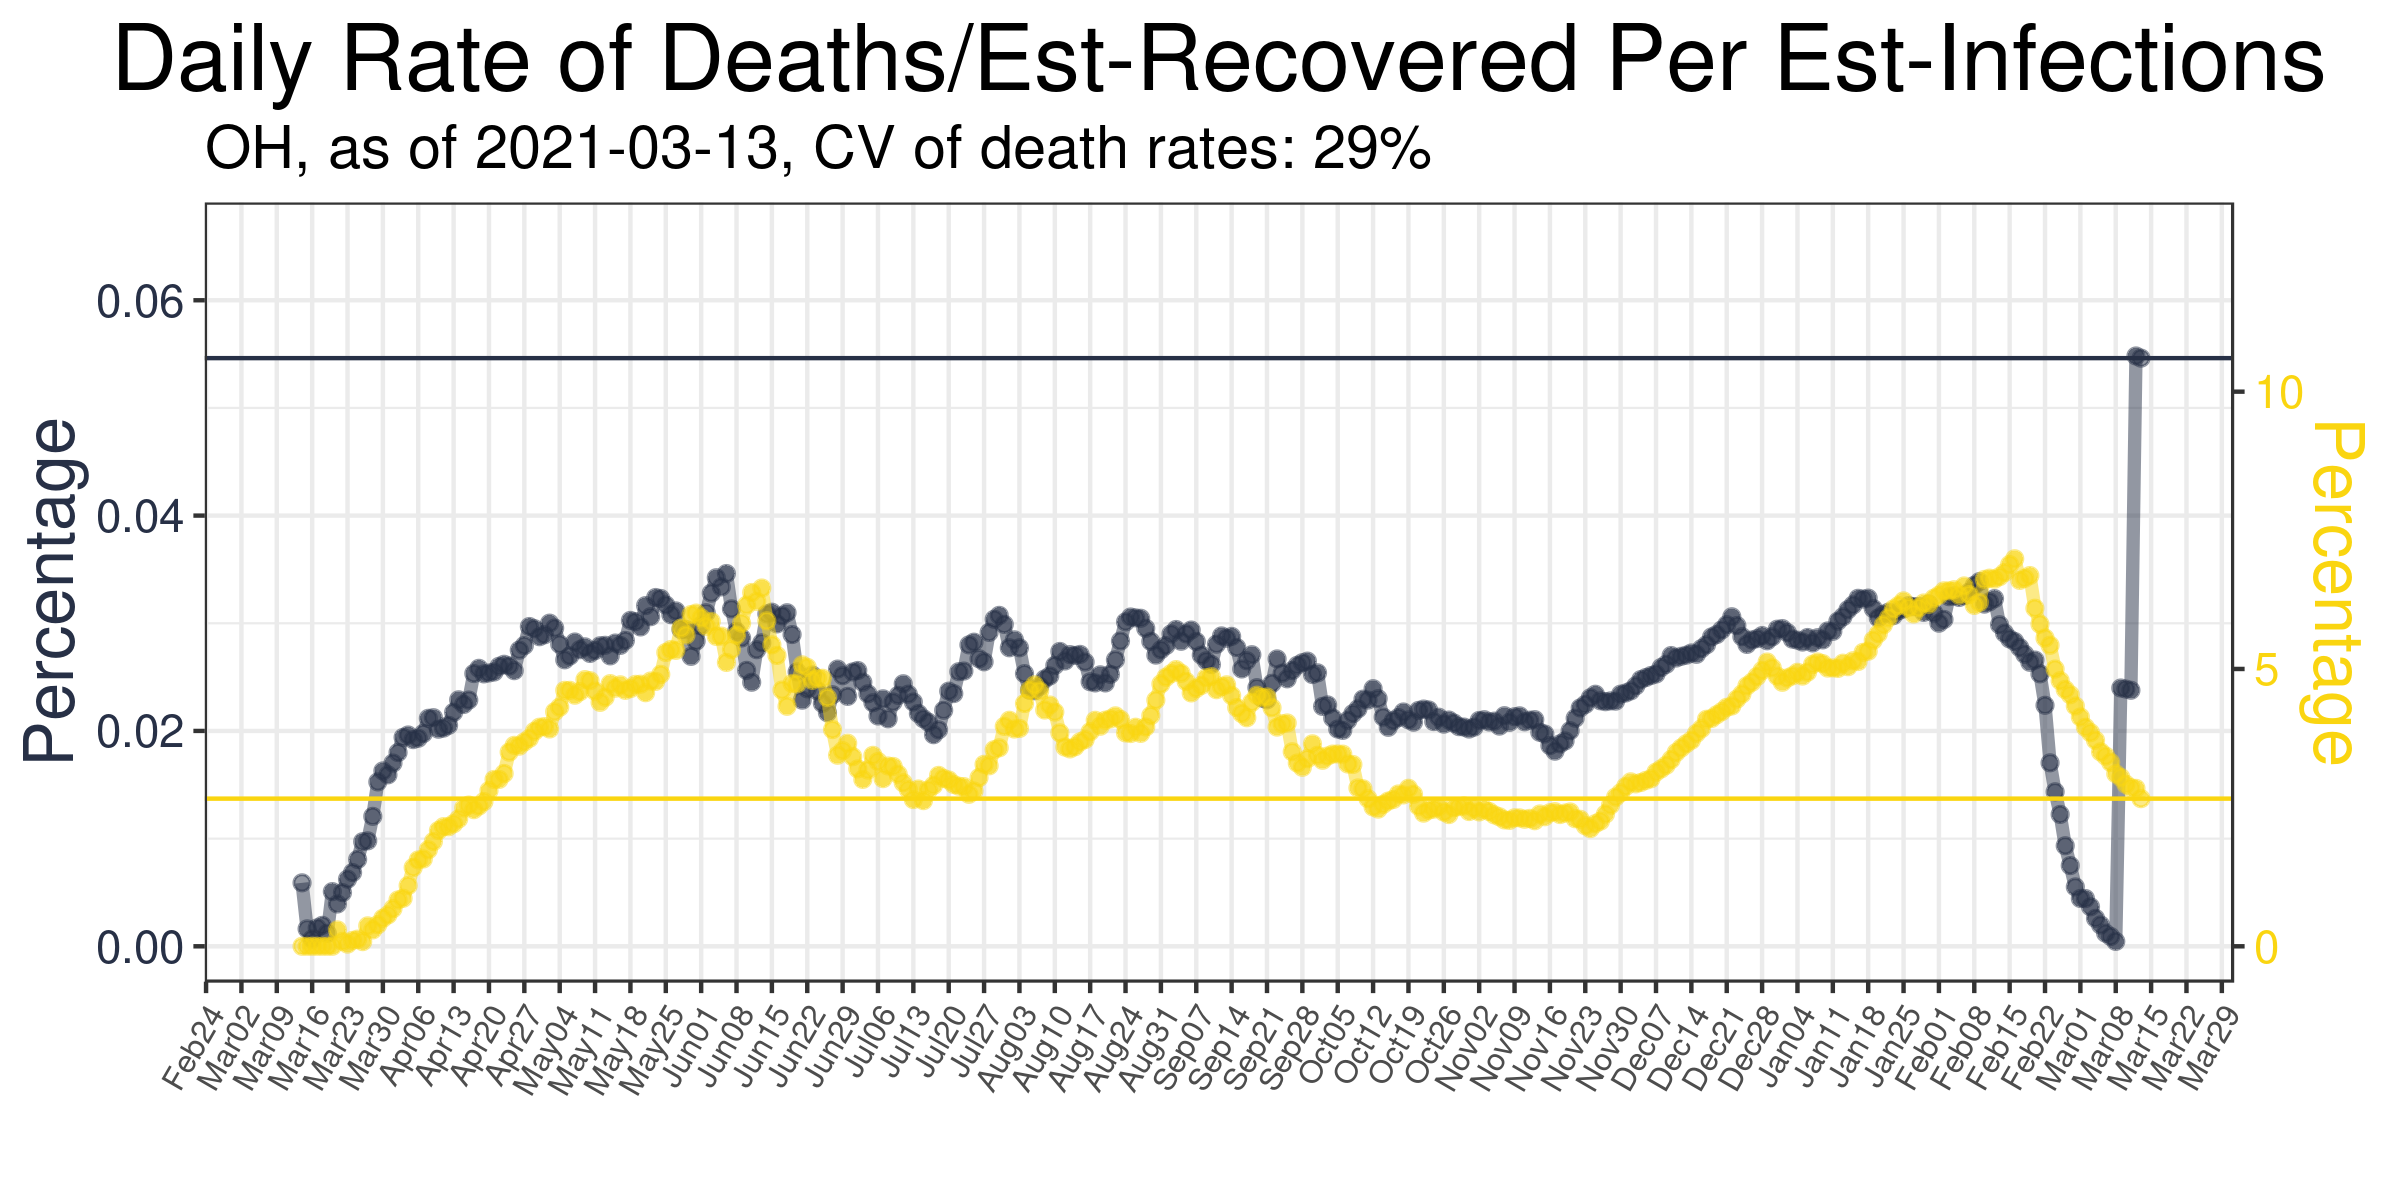 Daily Rate of Deaths/Est-Recovered Per Est-Infections
OH, as of 2021-03-13, CV of death rates: 29%
Percentage
0.06
0.04
0.02
0.00
10
5
0
Percentage
Feb24
Mar02
Mar09
Mar16
Mar23
Mar30
Apr06
Apr13
Apr20
Apr27
May04
May11
May18
May25
Jun01
Jun08
Jun15
Jun22
Jun29
Jul06
Jul13
Jul20
Jul27
Aug03
Aug10
Aug17
Aug24
Aug31
Sep07
Sep14
Sep21
Sep28
Oct05
Oct12
Oct19
Oct26
Nov02
Nov09
Nov16
Nov23
Nov30
Dec07
Dec14
Dec21
Dec28
Jan04
Jan11
Jan18
Jan25
Feb01
Feb08
Feb15
Feb22
Mar01
Mar08
Mar15
Mar22
Mar29